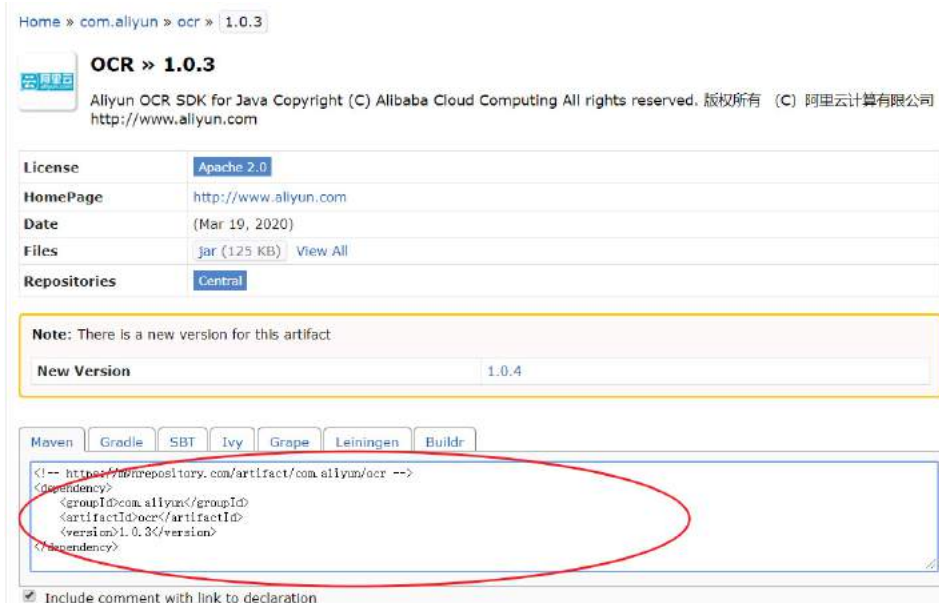 Home » com.aliyun » ocr » 1.0.3
OCR » 1.0.3
阿里云
Aliyun OCR SDK for Java Copyright (C) Alibaba Cloud Computing All rights reserved. 版权所有 （C）阿里云计算有限公司
http://www.aliyun.com
License Apache 2.0
HomePage http://www.aliyun.com
Date (Mar 19, 2020)
Files jar (125 KB) View All
Repositories Central
Note: There is a new version for this artifact
New Version 1.0.4
Maven Gradle SBT Ivy Grape Leiningen Buildr
<!-- https://mvnrepository.com/artifact/com.aliyun/ocr -->
<dependency>
<groupId>com.aliyun</groupId>
<artifactId>ocr</artifactId>
<version>1.0.3</version>
</dependency>
Include comment with link to declaration